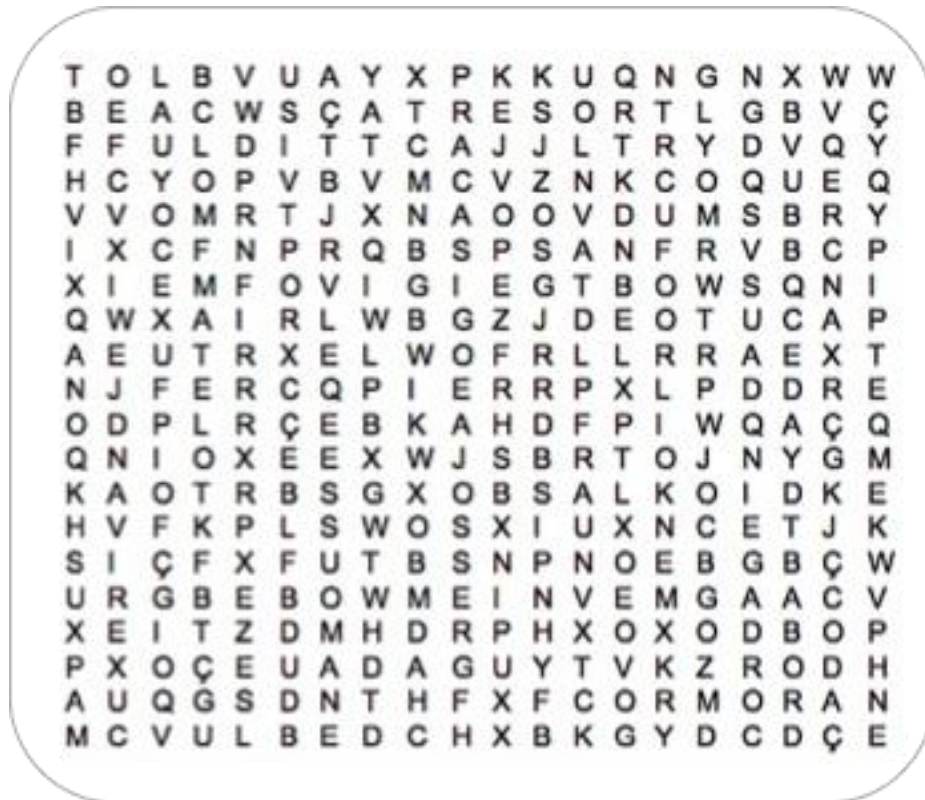 T O L B V U A Y X P K K U Q N G N X W W
B E A C W S Ç A T R E S O R T L G B V Ç
F F U L D I T T C A J J L T R Y D V Q Y
H C Y O P V B V M C V Z N K C O Q U E Q
V V O M R T J X N A O O V D U M S B R Y
I X C F N P R Q B S P S A N F R V B C P
X I E M F O V I G I E G T B O W S Q N I
Q W X A I R L W B G Z J D E O T U C A P
A E U T R X E L W O F R L L R R A E X T
N J F E R C Q P I E R R P X L P D D R E
O D P L R Ç E B K A H D F P I W Q A Ç Q
Q N I O X E E X W J S B R T O J N Y G M
K A O T R B S G X O B S A L K O I D K E
H V F K P L S W O S X I U X N C E T J K
S I Ç F X F U T B S N P N O E B G B Ç W
U R G B E B O W M E I N V E M G A A C V
X E I T Z D M H D R P H X O X O D B O P
P X O Ç E U A D A G U Y T V K Z R O D H
A U Q G S D N T H F X F C O R M O R A N
M C V U L B E D C H X B K G Y D C D Ç E